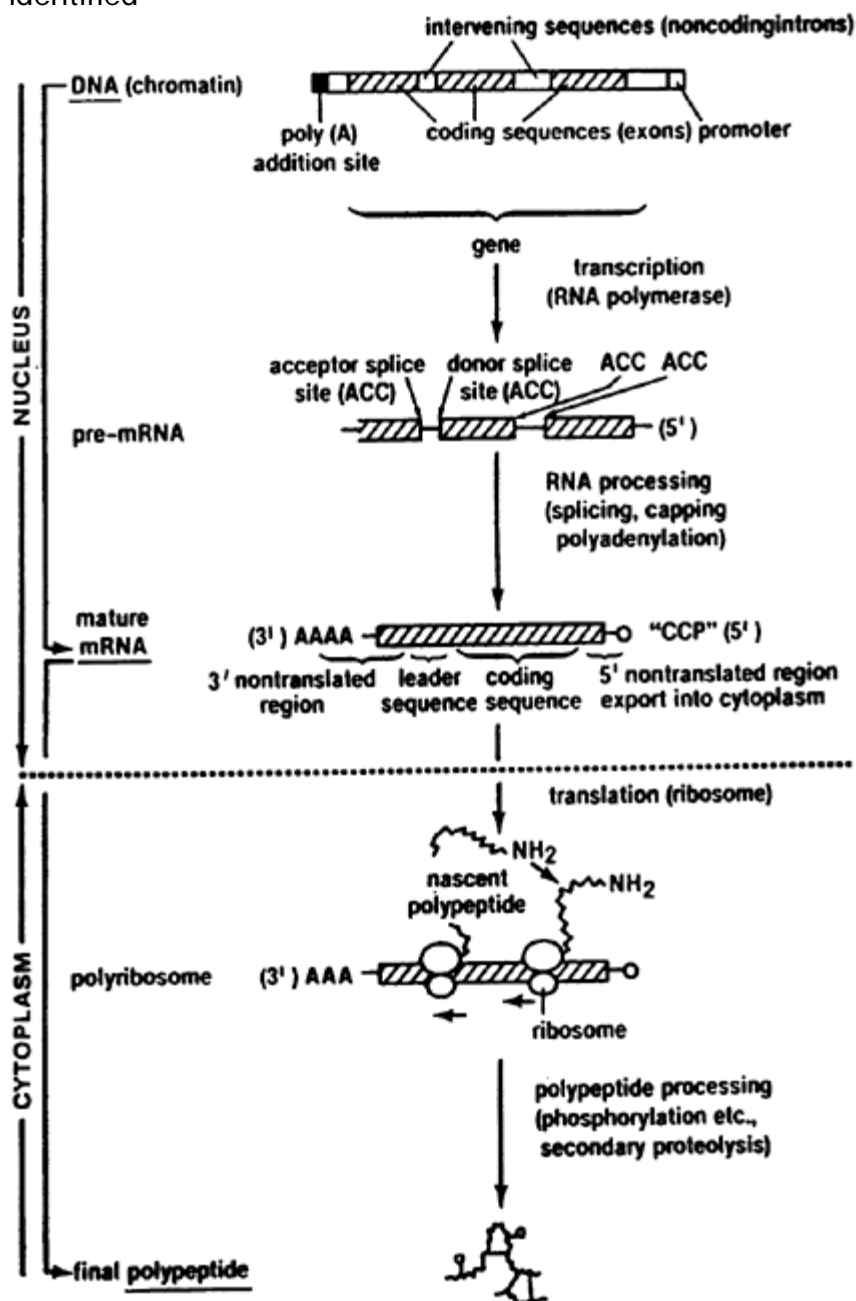 identified
intervening sequences (noncodingintrons)
DNA (chromatin)
poly (A)
addition site
coding sequences (exons) promoter
gene
transcription
(RNA polymerase)
NUCLEUS
acceptor splice
site (ACC)
donor splice
site (ACC)
ACC ACC
pre-mRNA
(5')
RNA processing
(splicing, capping
polyadenylation)
mature
mRNA
(3') AAAA
"CCP" (5')
3' nontranslated
region
leader
sequence
coding
sequence
5' nontranslated region
export into cytoplasm
translation (ribosome)
NH2
nascent
polypeptide
NH2
CYTOPLASM
polyribosome
(3') AAA
ribosome
polypeptide processing
(phosphorylation etc.,
secondary proteolysis)
final polypeptide